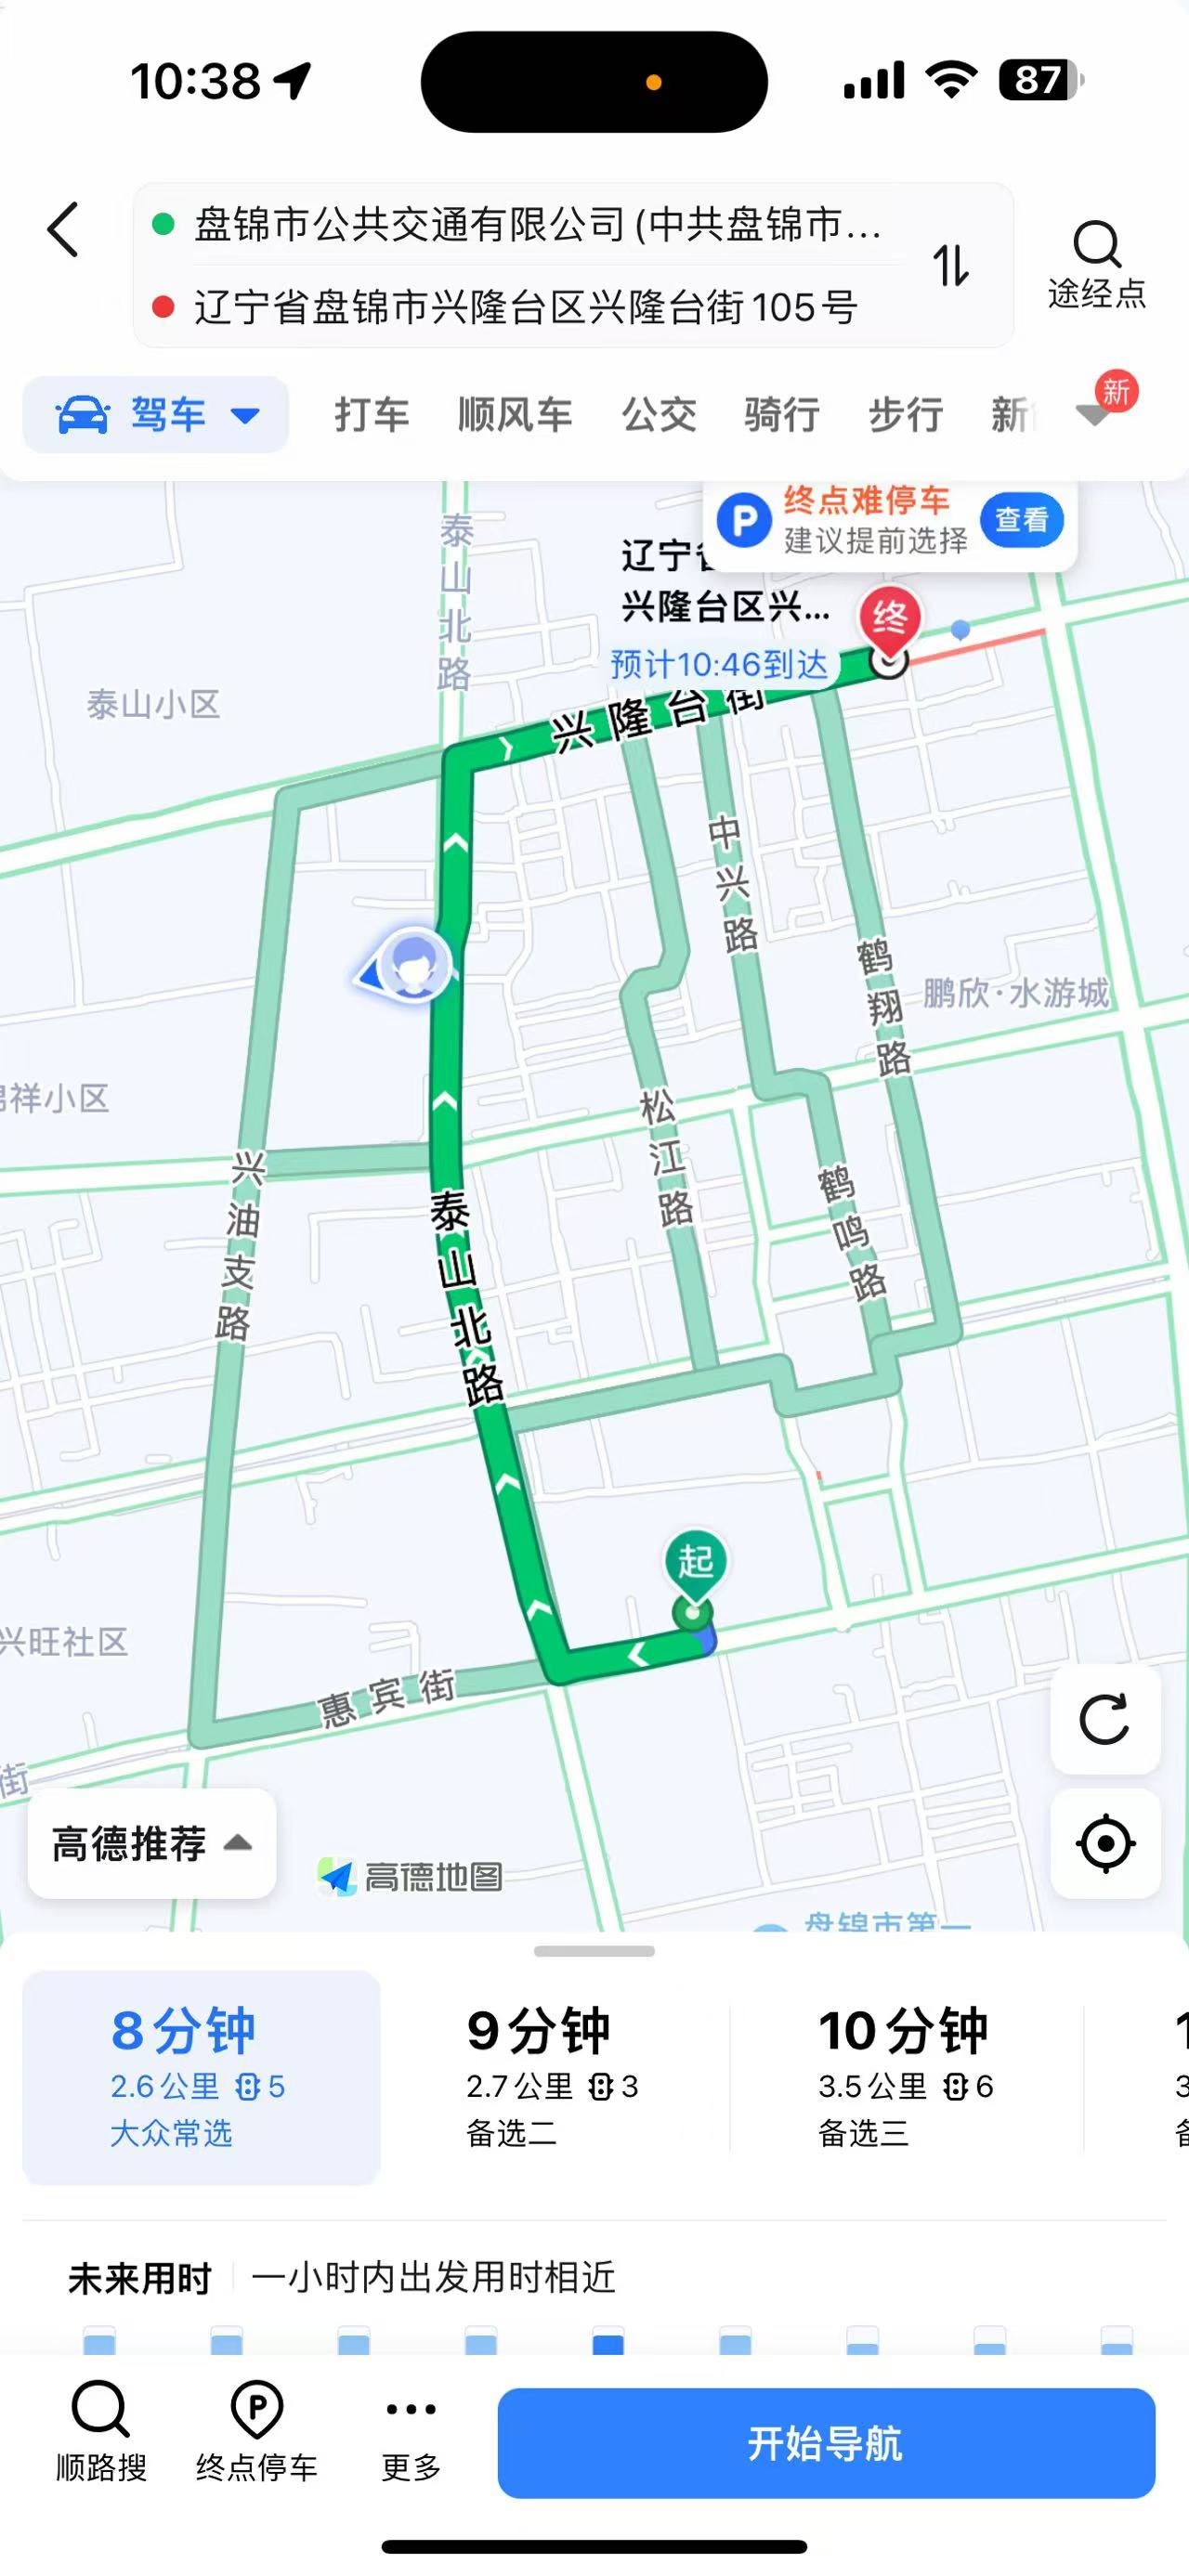 10:38
87
盘锦市公共交通有限公司(中共盘锦市...
辽宁省盘锦市兴隆台区兴隆台街105号
途经点
驾车
打车
顺风车
公交
骑行
步行
新
新
P
终点难停车
建议提前选择
查看
泰山北路
辽宁省
兴隆台区兴...
终
预计10:46到达
泰山小区
兴隆台街
中兴路
鹤翔路
鹏欣·水游城
祥小区
松江路
兴油支路
鹤鸣路
泰山北路
起
兴旺社区
惠宾街
街
高德推荐
高德地图
盘锦市第一
8分钟
2.6公里 5
大众常选
9分钟
2.7公里 3
备选二
10分钟
3.5公里 6
备选三
1
3
未来用时
一小时内出发用时相近
顺路搜
P
终点停车
更多
开始导航